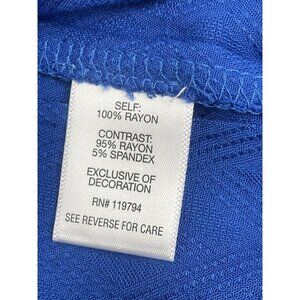 SELF:
100% RAYON
CONTRAST:
95% RAYON
5% SPANDEX
EXCLUSIVE OF
DECORATION
RN# 119794
SEE REVERSE FOR CARE